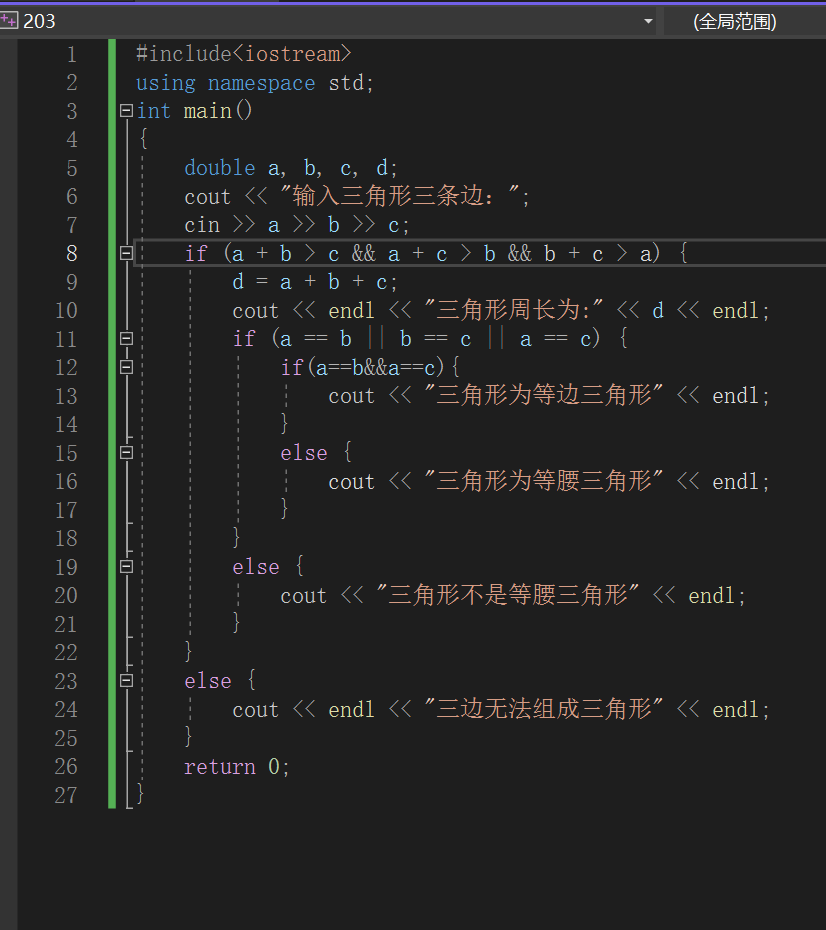 203 (全局范围)
1 #include<iostream>
2 using namespace std;
3 int main()
4 {
5 double a, b, c, d;
6 cout << "输入三角形三条边：";
7 cin >> a >> b >> c;
8 if (a + b > c && a + c > b && b + c > a) {
9 d = a + b + c;
10 cout << endl << "三角形周长为:" << d << endl;
11 if (a == b || b == c || a == c) {
12 if(a==b&&a==c){
13 cout << "三角形为等边三角形" << endl;
14 }
15 else {
16 cout << "三角形为等腰三角形" << endl;
17 }
18 }
19 else {
20 cout << "三角形不是等腰三角形" << endl;
21 }
22 }
23 else {
24 cout << endl << "三边无法组成三角形" << endl;
25 }
26 return 0;
27 }